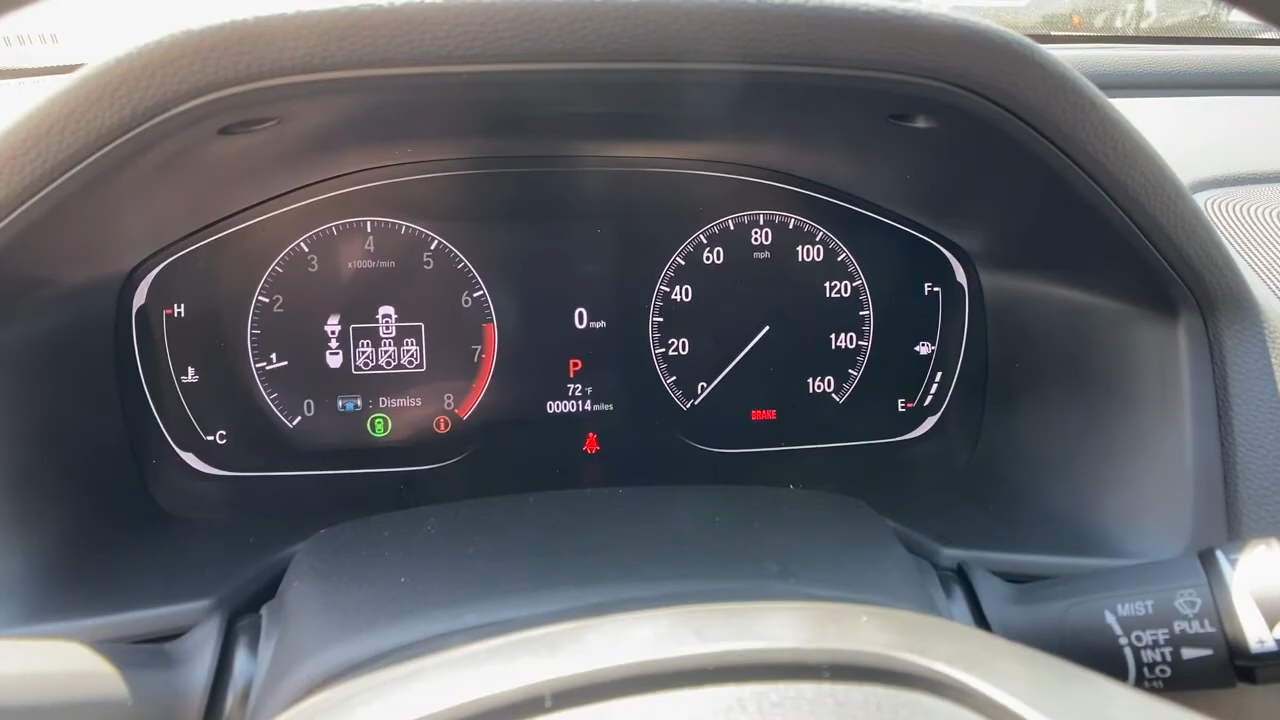 H
C
4
3
5
x1000r/min
2
6
1
7
: Dismiss
0
8
0 mph
P
72 °F
000014 miles
80
mph
60
100
40
120
20
140
0
160
BRAKE
F
E
MIST
PULL
OFF
INT
LO